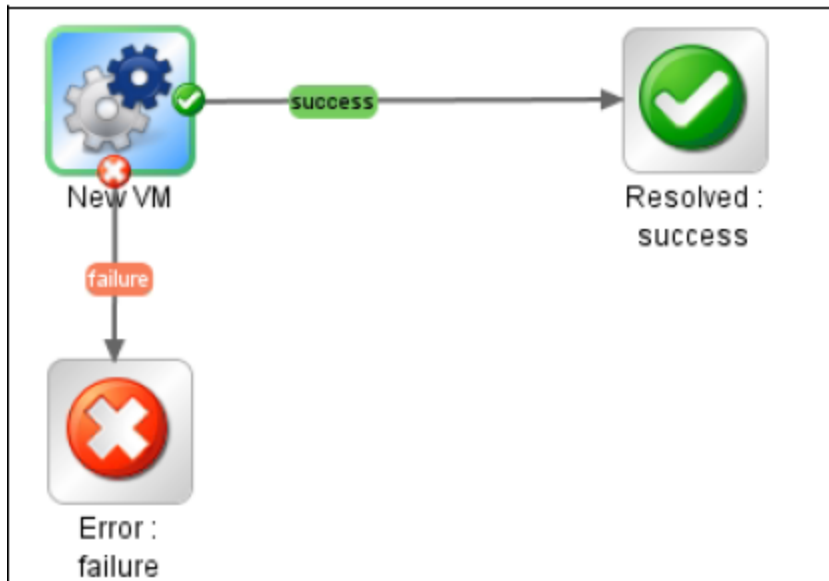 success
New VM
Resolved :
success
failure
Error :
failure